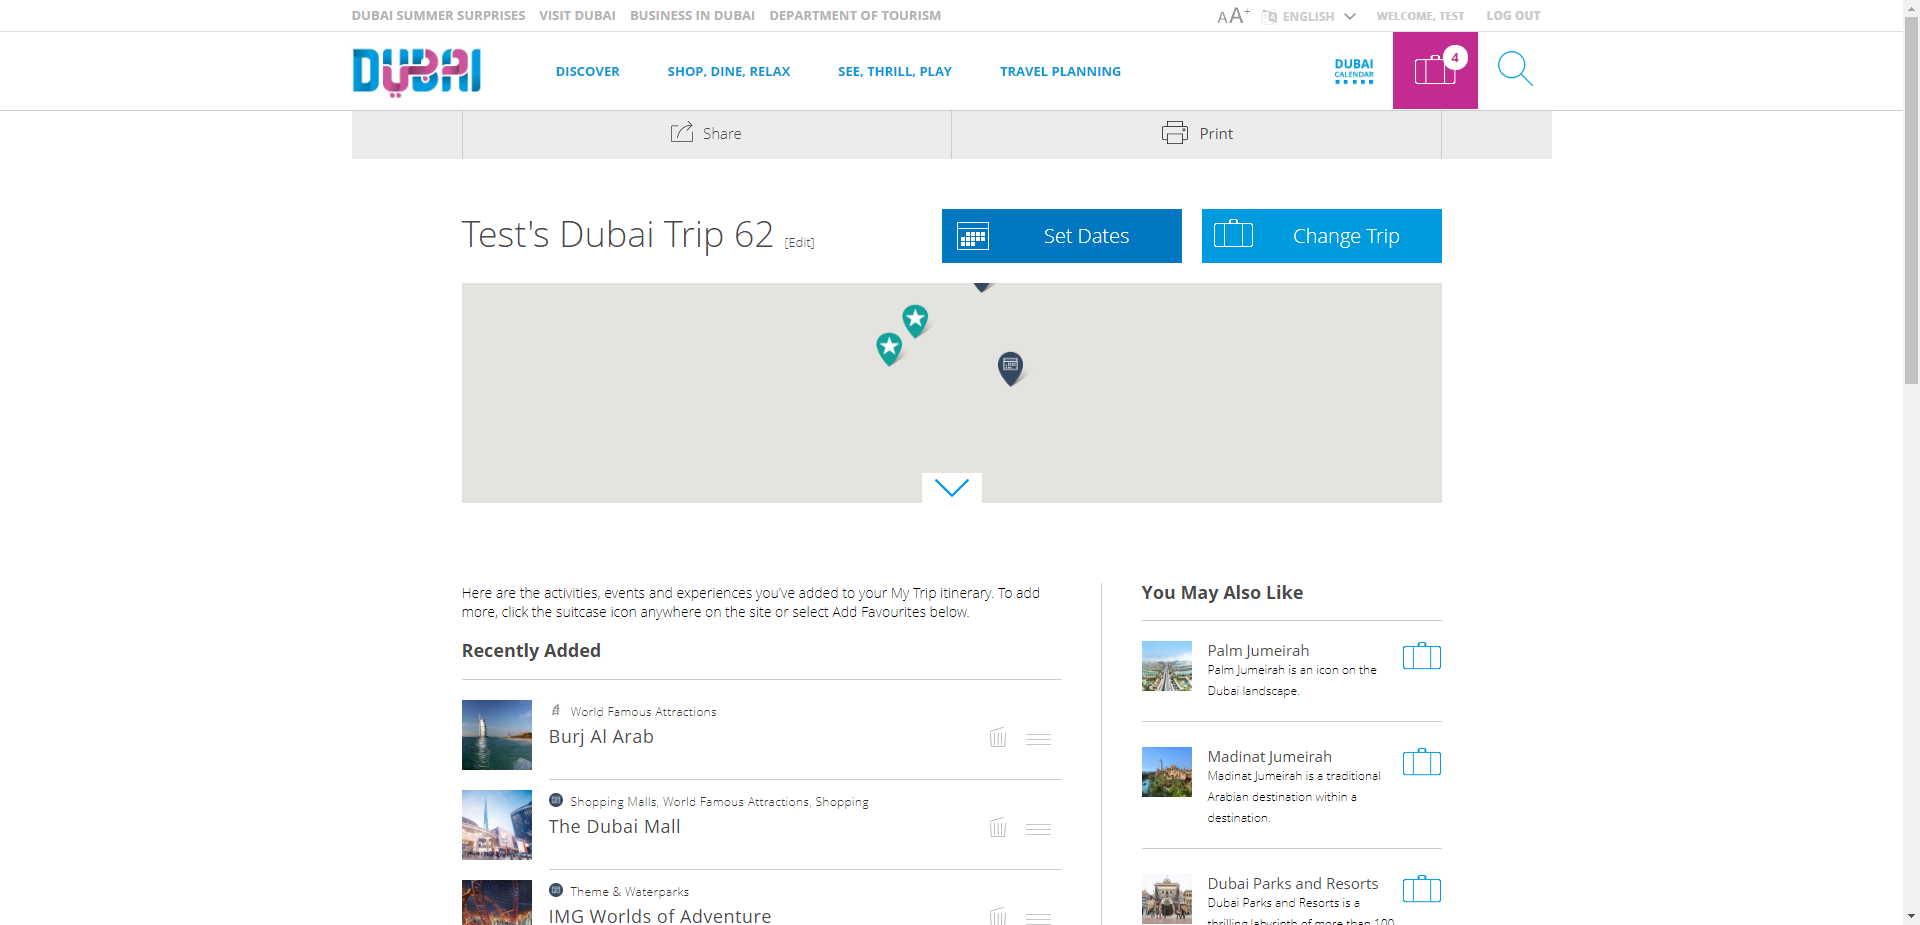 DUBAI SUMMER SURPRISES VISIT DUBAI BUSINESS IN DUBAI DEPARTMENT OF TOURISM
AA+ ENGLISH WELCOME, TEST LOG OUT
DUBAI
DISCOVER SHOP, DINE, RELAX SEE, THRILL, PLAY TRAVEL PLANNING
DUBAI
CALENDAR
4
Share
Print
Test's Dubai Trip 62 [Edit]
Set Dates
Change Trip
Here are the activities, events and experiences you've added to your My Trip itinerary. To add
more, click the suitcase icon anywhere on the site or select Add Favourites below.
Recently Added
World Famous Attractions
Burj Al Arab
Shopping Malls, World Famous Attractions, Shopping
The Dubai Mall
Theme & Waterparks
IMG Worlds of Adventure
You May Also Like
Palm Jumeirah
Palm Jumeirah is an icon on the
Dubai landscape.
Madinat Jumeirah
Madinat Jumeirah is a traditional
Arabian destination within a
destination.
Dubai Parks and Resorts
Dubai Parks and Resorts is a
thrilling labyrinth of more than 100